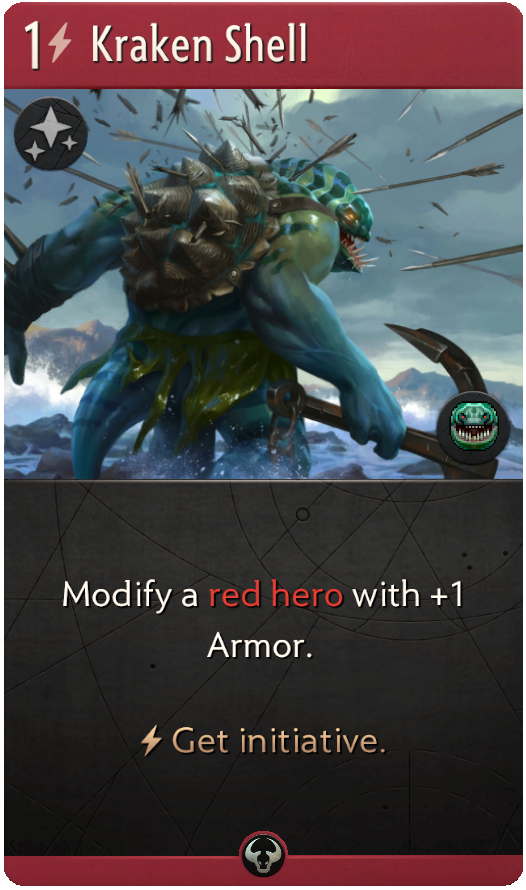 1 Kraken Shell
Modify a red hero with +1
Armor.
Get initiative.